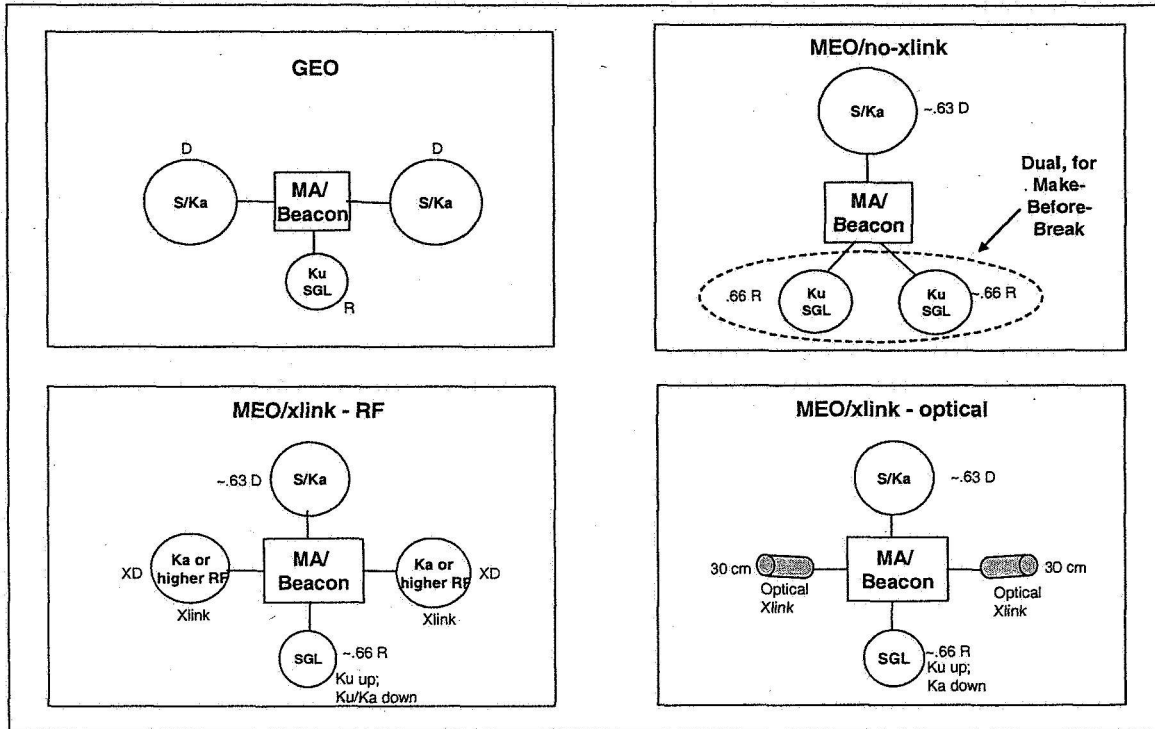 GEO
D
D
S/Ka
MA/
Beacon
S/Ka
Ku
SGL
R
MEO/no-xlink
S/Ka
~.63 D
Dual, for
Make-
Before-
Break
MA/
Beacon
.66 R
Ku
SGL
Ku
SGL
~.66 R
MEO/xlink - RF
S/Ka
~.63 D
XD
Ka or
higher RF
Xlink
MA/
Beacon
Ka or
higher RF
XD
Xlink
SGL
~.66 R
Ku up;
Ku/Ka down
MEO/xlink - optical
S/Ka
~.63 D
30 cm
Optical
Xlink
MA/
Beacon
30 cm
Optical
Xlink
SGL
~.66 R
Ku up;
Ka down